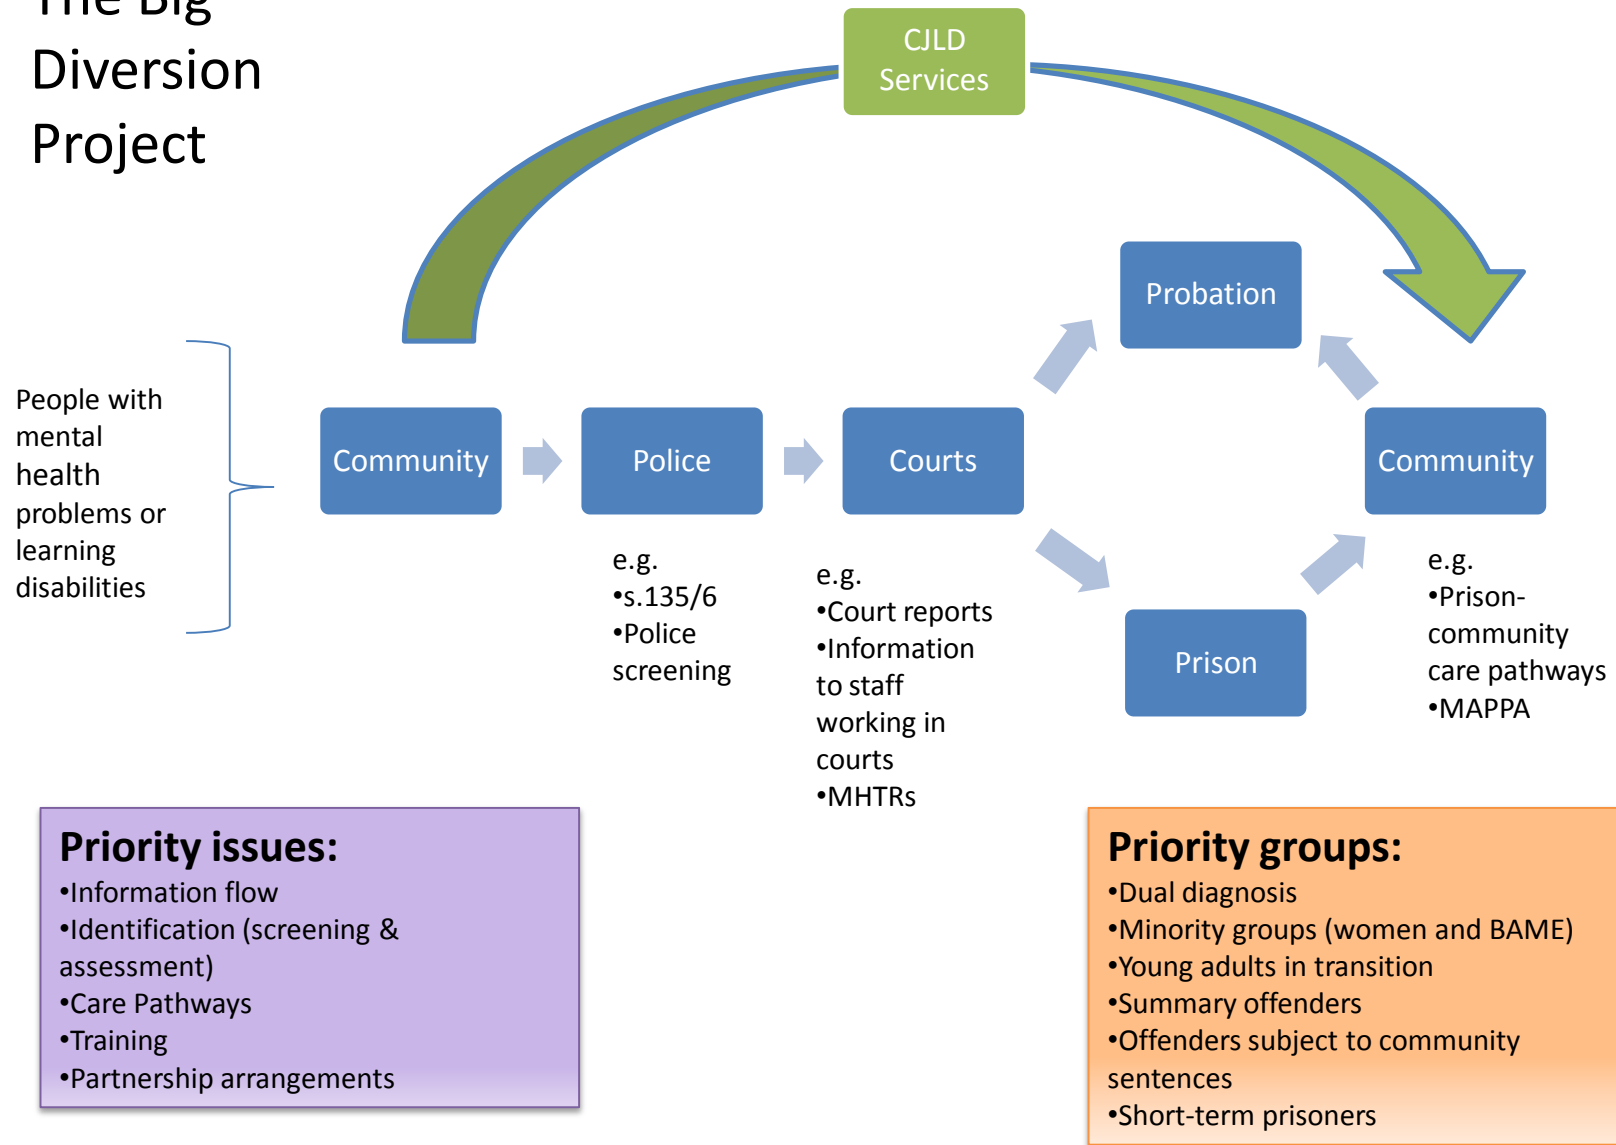 The Big
Diversion
Project
CJLD
Services
People with
mental
health
problems or
learning
disabilities
Community
Police
Courts
Probation
Prison
Community
e.g.
•s.135/6
•Police
screening
e.g.
•Court reports
•Information
to staff
working in
courts
•MHTRs
e.g.
•Prison-
community
care pathways
•MAPPA
Priority issues:
•Information flow
•Identification (screening &
assessment)
•Care Pathways
•Training
•Partnership arrangements
Priority groups:
•Dual diagnosis
•Minority groups (women and BAME)
•Young adults in transition
•Summary offenders
•Offenders subject to community
sentences
•Short-term prisoners